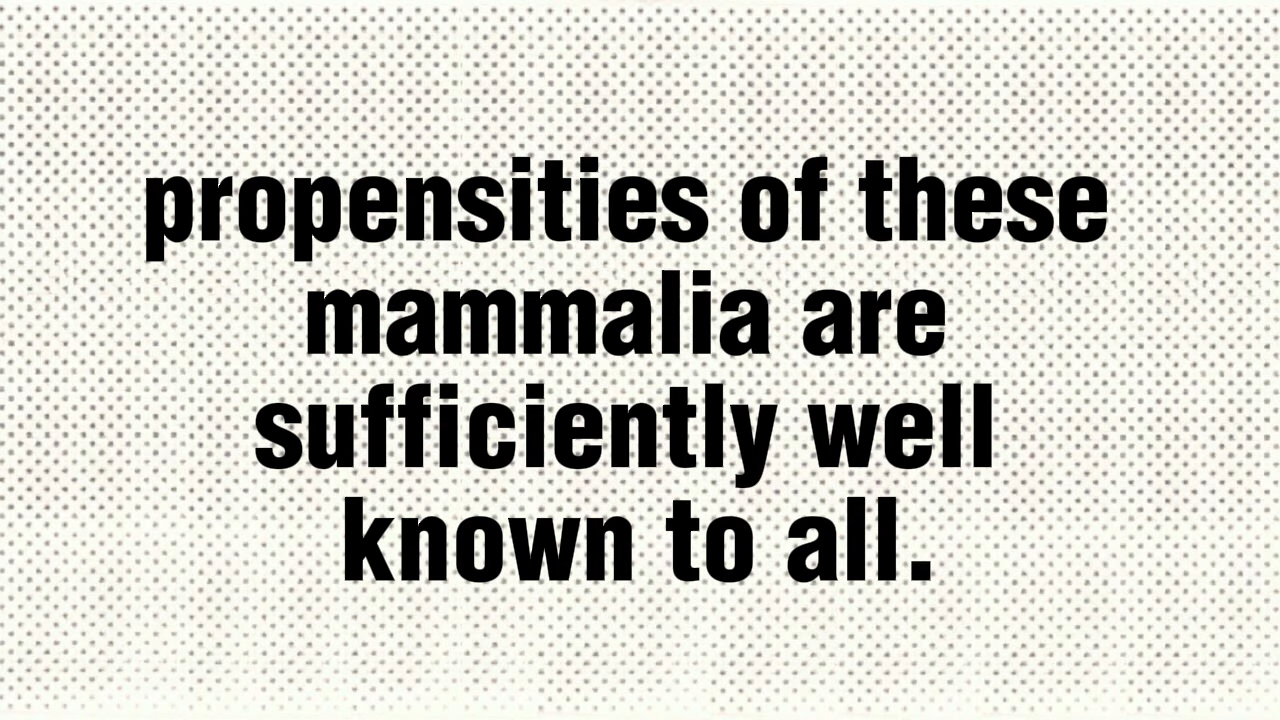 propensities of these
mammalia are
sufficiently well
known to all.